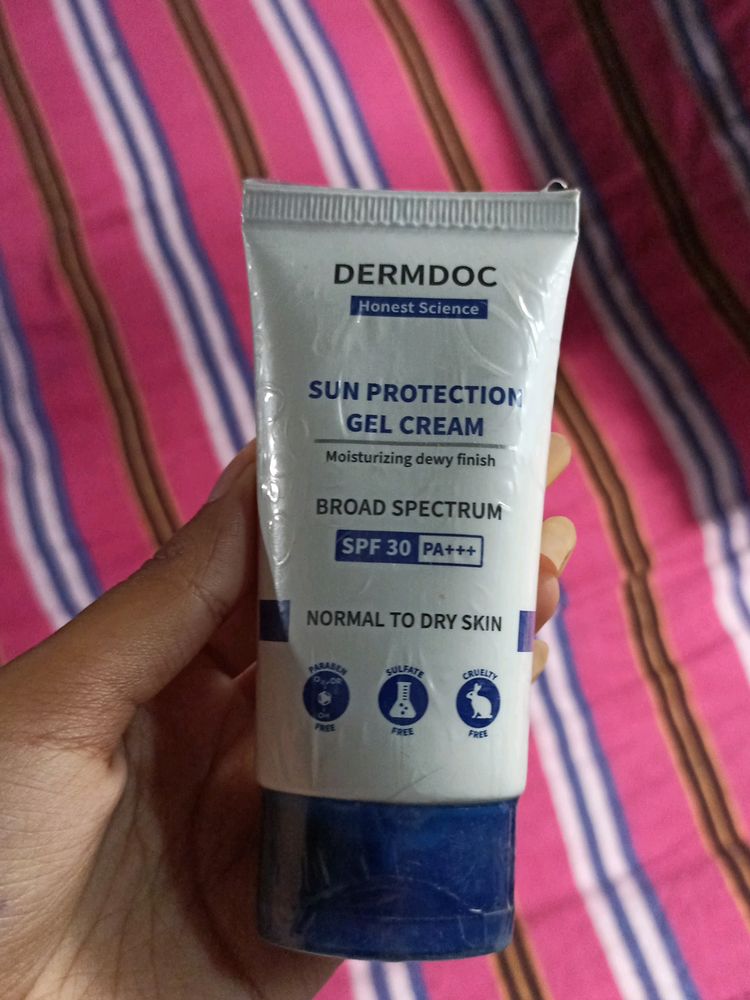 DERMDOC
Honest Science
SUN PROTECTION
GEL CREAM
Moisturizing dewy finish
BROAD SPECTRUM
SPF 30 PA+++
NORMAL TO DRY SKIN
PARABEN FREE
SULFATE FREE
CRUELTY FREE